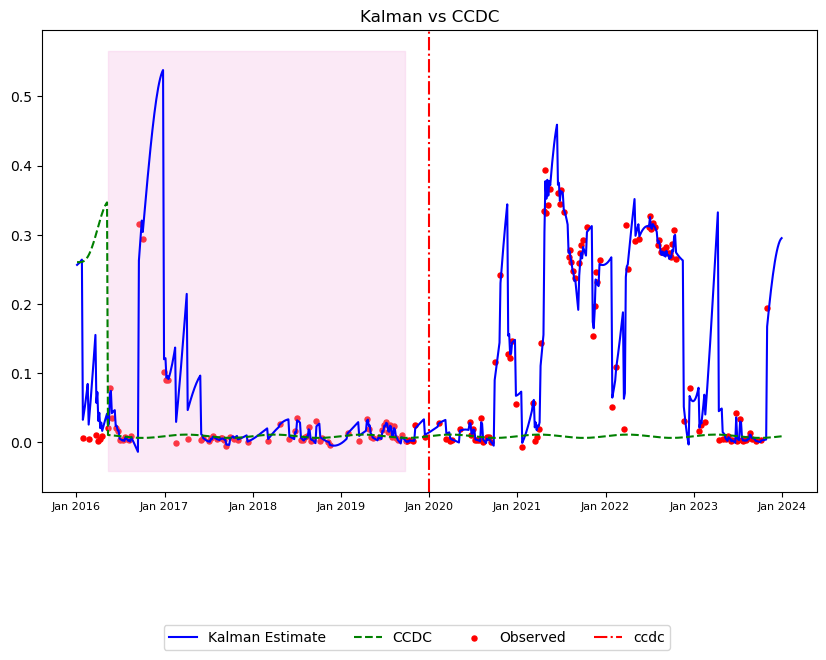 Kalman vs CCDC
0.5
0.4
0.3
0.2
0.1
0.0
Jan 2016 Jan 2017 Jan 2018 Jan 2019 Jan 2020 Jan 2021 Jan 2022 Jan 2023 Jan 2024
Kalman Estimate CCDC Observed ccdc